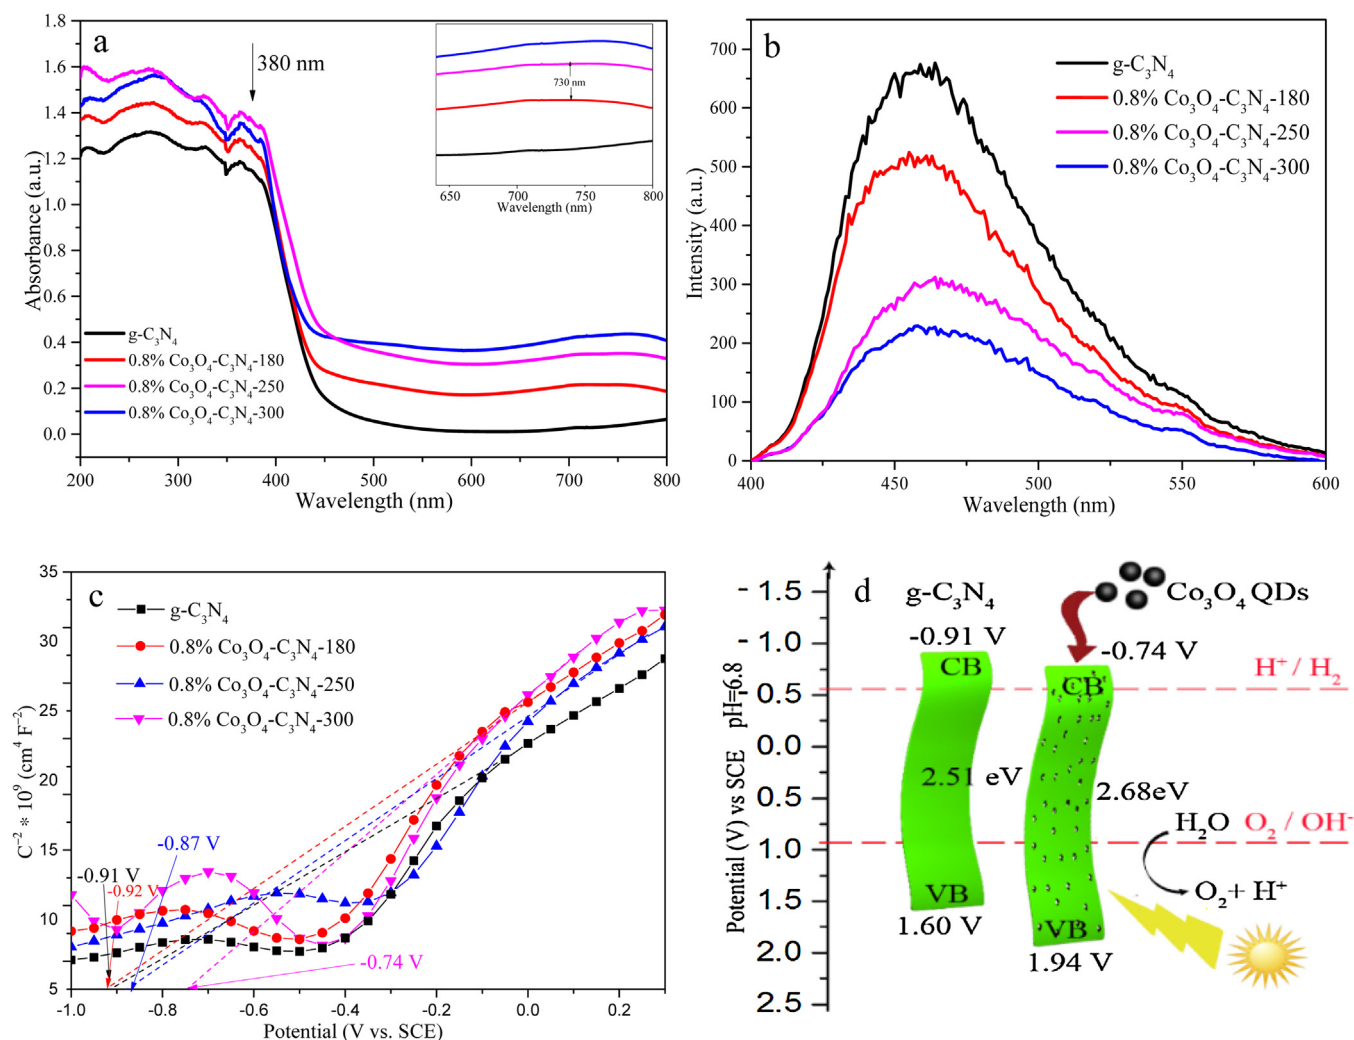 a
380 nm
730 nm
650 700 750 800
Wavelength (nm)
Absorbance (a.u.)
1.8
1.6
1.4
1.2
1.0
0.8
0.6
0.4
0.2
0.0
g-C₃N₄
0.8% Co₃O₄-C₃N₄-180
0.8% Co₃O₄-C₃N₄-250
0.8% Co₃O₄-C₃N₄-300
200 300 400 500 600 700 800
Wavelength (nm)
b
Intensity (a.u.)
700
600
500
400
300
200
100
0
g-C₃N₄
0.8% Co₃O₄-C₃N₄-180
0.8% Co₃O₄-C₃N₄-250
0.8% Co₃O₄-C₃N₄-300
400 450 500 550 600
Wavelength (nm)
c
C⁻² * 10⁹ (cm⁴ F⁻²)
35
31
26
22
19
14
10
5
g-C₃N₄
0.8% Co₃O₄-C₃N₄-180
0.8% Co₃O₄-C₃N₄-250
0.8% Co₃O₄-C₃N₄-300
-0.87 V
-0.91 V
-0.92 V
-0.74 V
-1.0 -0.8 -0.6 -0.4 -0.2 0.0 0.2
Potential (V vs. SCE)
d
Potential (V) vs SCE pH=6.8
- 1.5
- 1.0
- 0.5
0.0
0.5
1.0
1.5
2.0
2.5
g-C₃N₄
-0.91 V
CB
2.51 eV
VB
1.60 V
Co₃O₄ QDs
-0.74 V
CB
2.68eV
VB
1.94 V
H⁺ / H₂
H₂O O₂ / OH⁻
O₂ + H⁺